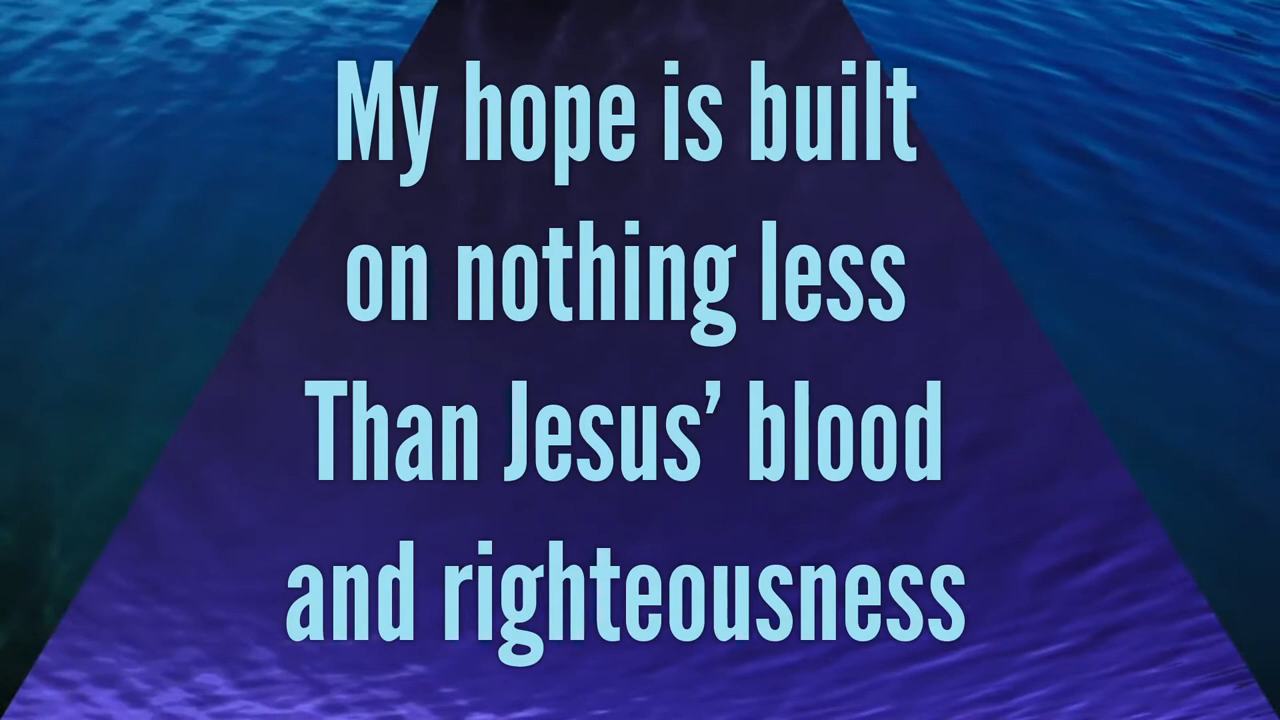 My hope is built
on nothing less
Than Jesus’ blood
and righteousness